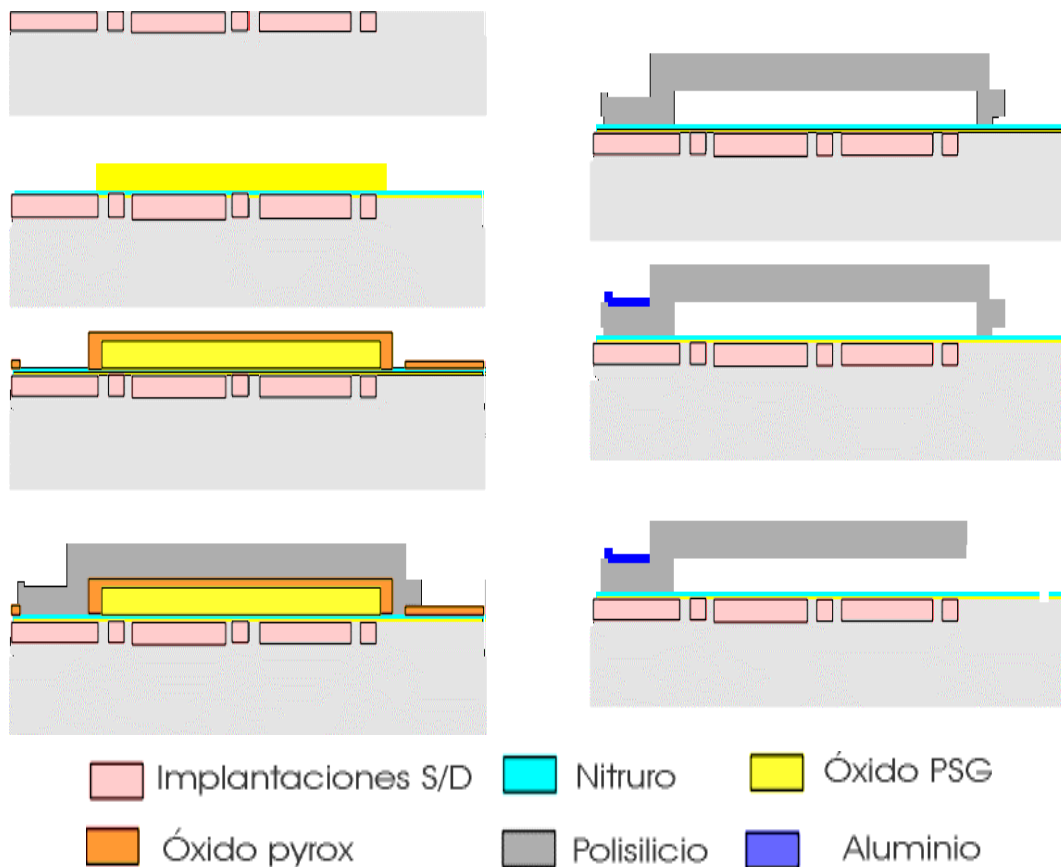 Implantaciones S/D
Nitruro
Óxido PSG
Óxido pyrox
Polisilicio
Aluminio